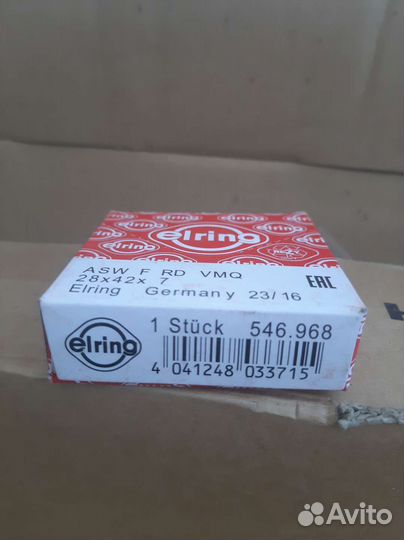 elring
ASW F RD VMQ
28x42x 7
Elring Germany 23/16
EAC
elring
1 Stück 546.968
4 041248 033715
Avito